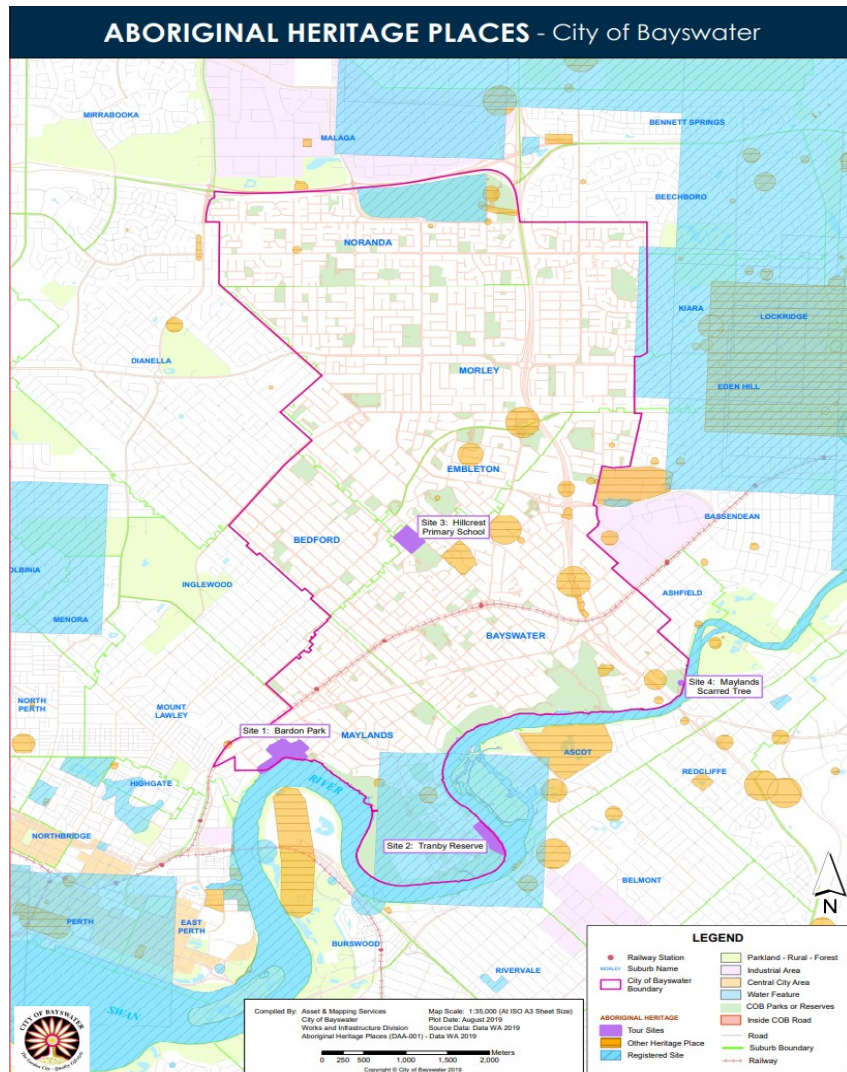 ABORIGINAL HERITAGE PLACES - City of Bayswater
MIRRABOOKA
MALAGA
BENNETT SPRINGS
BEECHBORO
NORANDA
KIARA
LOCKRIDGE
DIANELLA
MORLEY
EDEN HILL
EMBLETON
BASSENDEAN
Site 3: Hillcrest
Primary School
BEDFORD
OLBINIA
INGLEWOOD
ASHFIELD
MENORA
BAYSWATER
Site 4: Maylands
Scarred Tree
NORTH
PERTH
MOUNT
LAWLEY
Site 1: Bardon Park
MAYLANDS
ASCOT
REDCLIFFE
HIGHGATE
RIVER
NORTHBRIDGE
Site 2: Tranby Reserve
BELMONT
PERTH
EAST
PERTH
BURSWOOD
RIVERVALE
SWAN
N
CITY OF BAYSWATER
The Garden City - Quality Lifestyle
Compiled By: Asset & Mapping Services
City of Bayswater
Works and Infrastructure Division
Aboriginal Heritage Places (DAA-001) - Data WA 2019
Map Scale: 1:35,000 (At ISO A3 Sheet Size)
Plot Date: August 2019
Source Data: Data WA 2019
Meters
0 250 500 1,000 1,500 2,000
Copyright © City of Bayswater 2019
LEGEND
Railway Station
MORLEY Suburb Name
City of Bayswater
Boundary
ABORIGINAL HERITAGE
Tour Sites
Other Heritage Place
Registered Site
Parkland - Rural - Forest
Industrial Area
Central City Area
Water Feature
COB Parks or Reserves
Inside COB Road
Road
Suburb Boundary
Railway